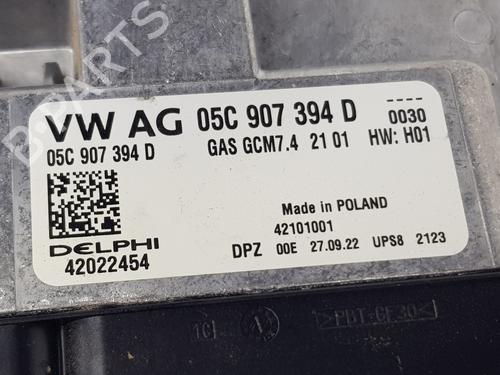 VW AG 05C 907 394 D ----
0030
05C 907 394 D GAS GCM7.4 21 01 HW: H01
Made in POLAND
42101001
DELPHI
42022454
DPZ 00E 27.09.22 UPS8 2123
>PBT-GF30<
B-Parts